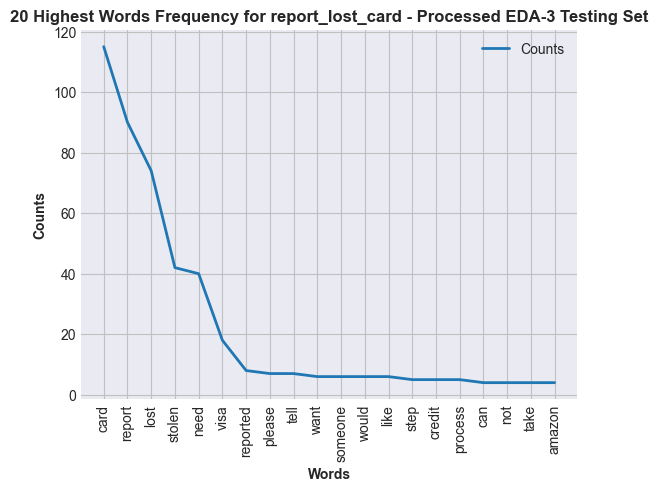 20 Highest Words Frequency for report_lost_card - Processed EDA-3 Testing Set
Counts
120
100
80
60
40
20
0
Counts
card
report
lost
stolen
need
visa
reported
please
tell
want
someone
would
like
step
credit
process
can
not
take
amazon
Words